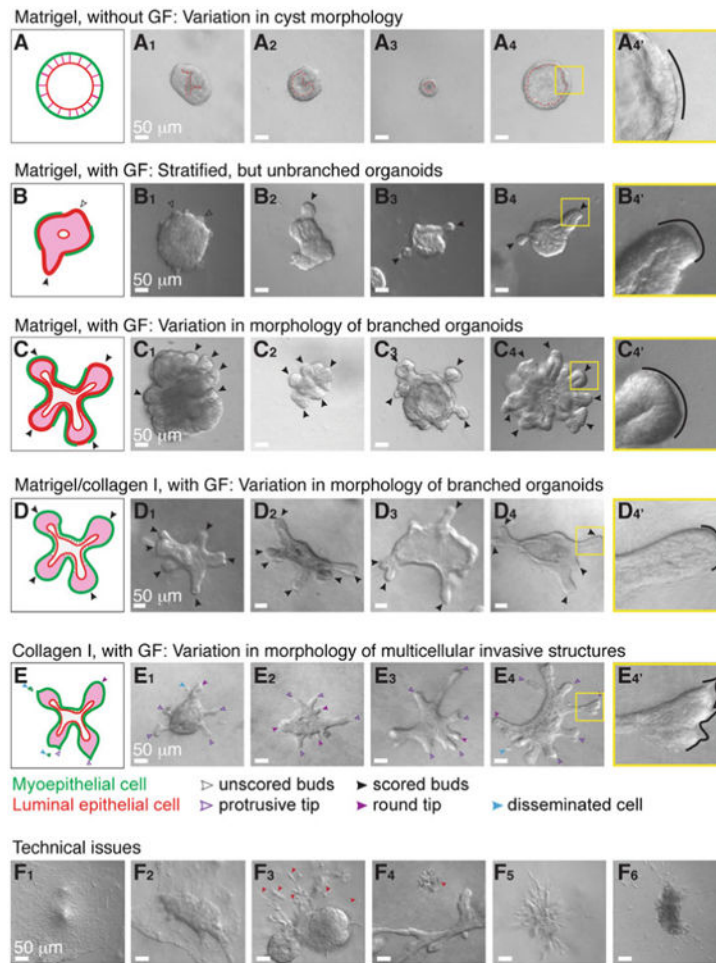 Matrigel, without GF: Variation in cyst morphology
A A1 A2 A3 A4 A4'
50 μm
Matrigel, with GF: Stratified, but unbranched organoids
B B1 B2 B3 B4 B4'
50 μm
Matrigel, with GF: Variation in morphology of branched organoids
C C1 C2 C3 C4 C4'
50 μm
Matrigel/collagen I, with GF: Variation in morphology of branched organoids
D D1 D2 D3 D4 D4'
50 μm
Collagen I, with GF: Variation in morphology of multicellular invasive structures
E E1 E2 E3 E4 E4'
50 μm
Myoepithelial cell unscored buds scored buds
Luminal epithelial cell protrusive tip round tip disseminated cell
Technical issues
F1 F2 F3 F4 F5 F6
50 μm